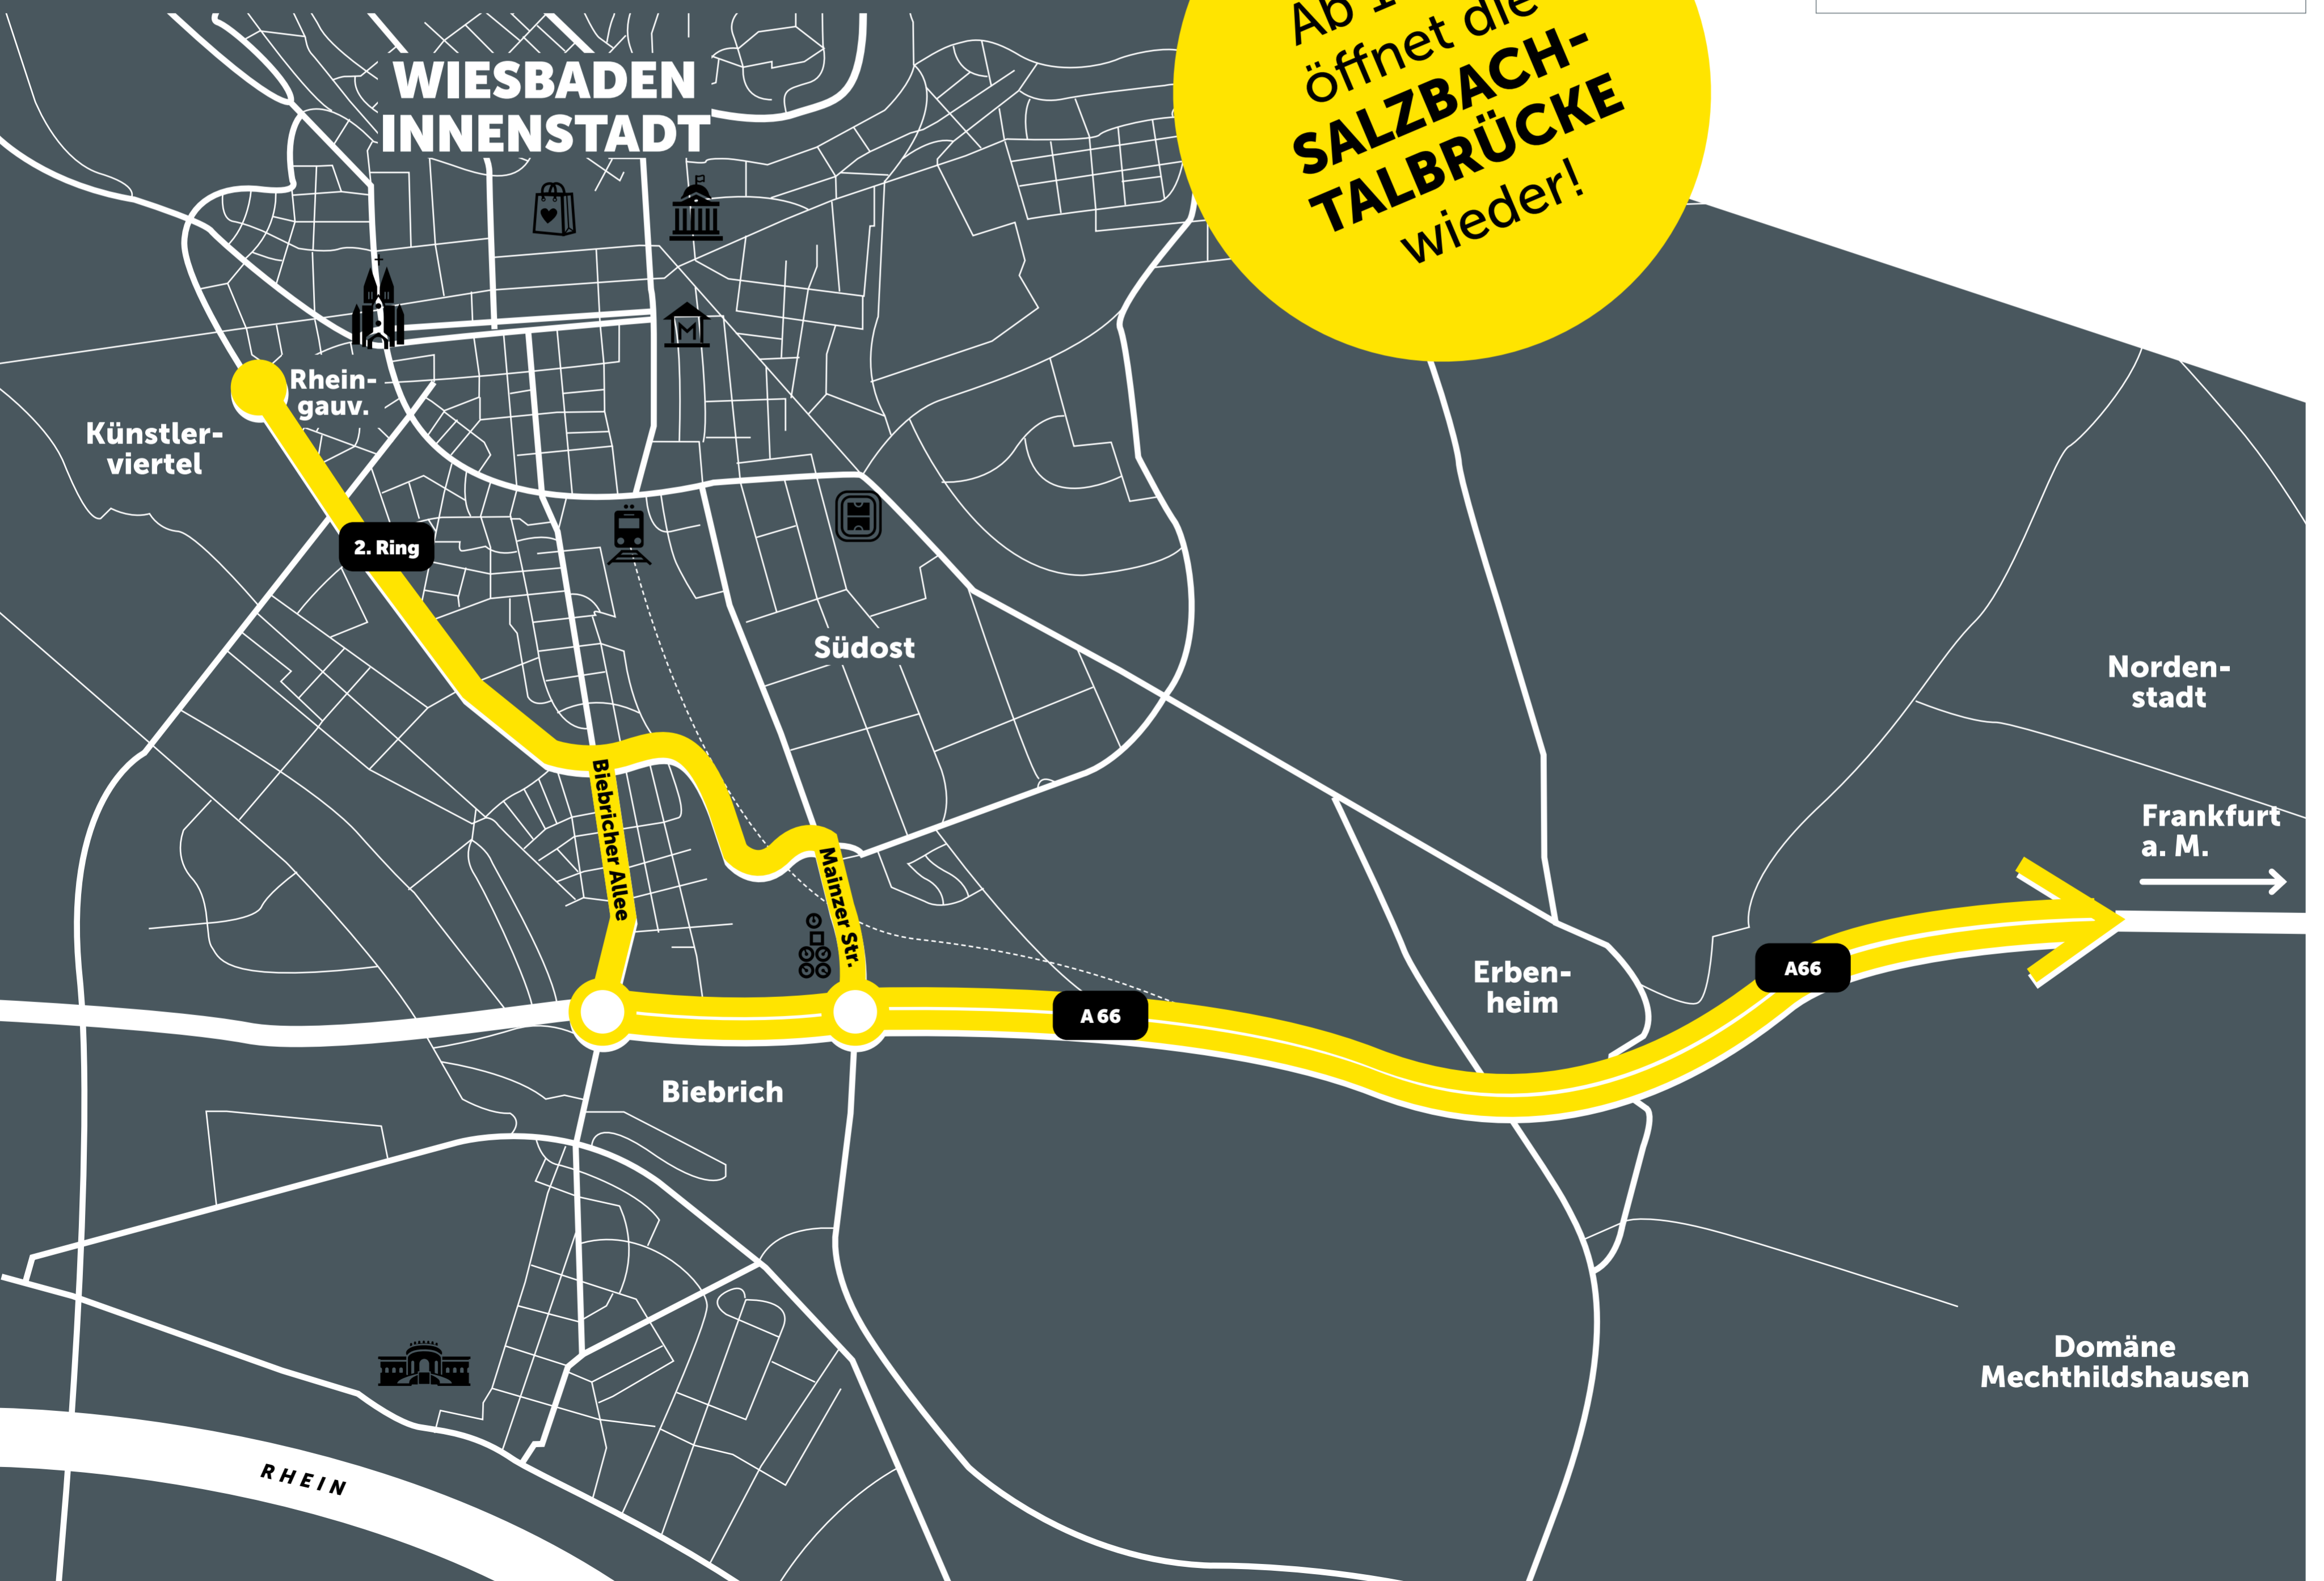 Ab
öffnet die
SALZBACH-
TALBRÜCKE
wieder!
WIESBADEN
INNENSTADT
M
Rhein-
gauv.
Künstler-
viertel
2. Ring
Südost
Norden-
stadt
Biebricher Allee
Mainzer Str.
Frankfurt
a. M.
A66
Erben-
heim
A 66
Biebrich
Domäne
Mechthildshausen
RHEIN